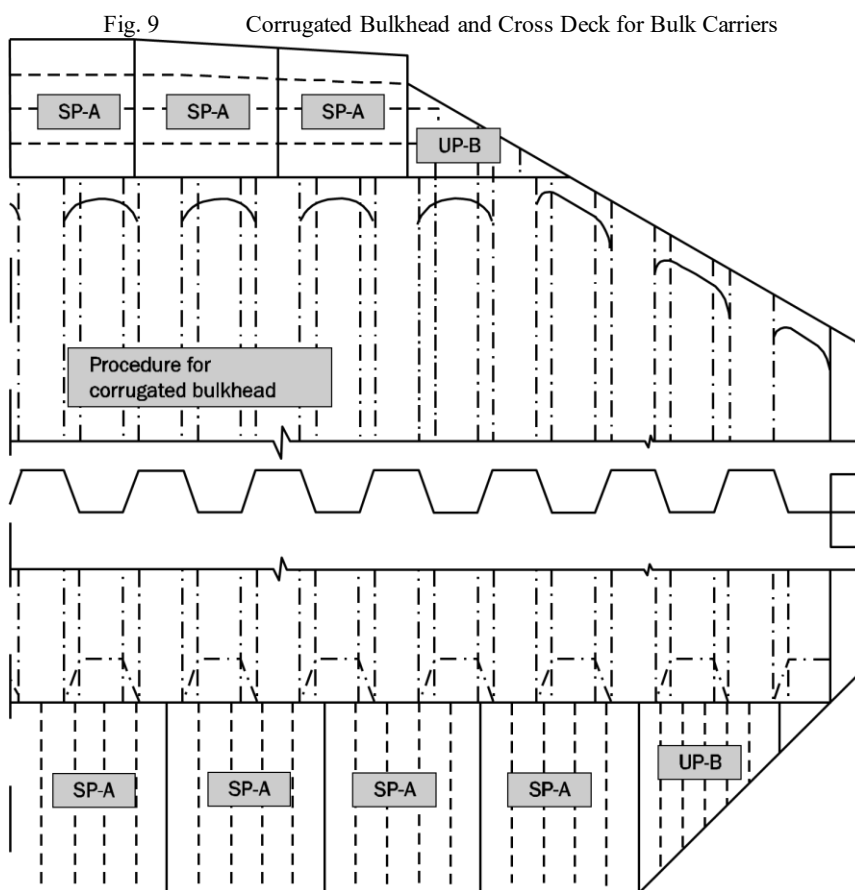 Fig. 9 Corrugated Bulkhead and Cross Deck for Bulk Carriers
SP-A SP-A SP-A
UP-B
Procedure for
corrugated bulkhead
UP-B
SP-A SP-A SP-A SP-A